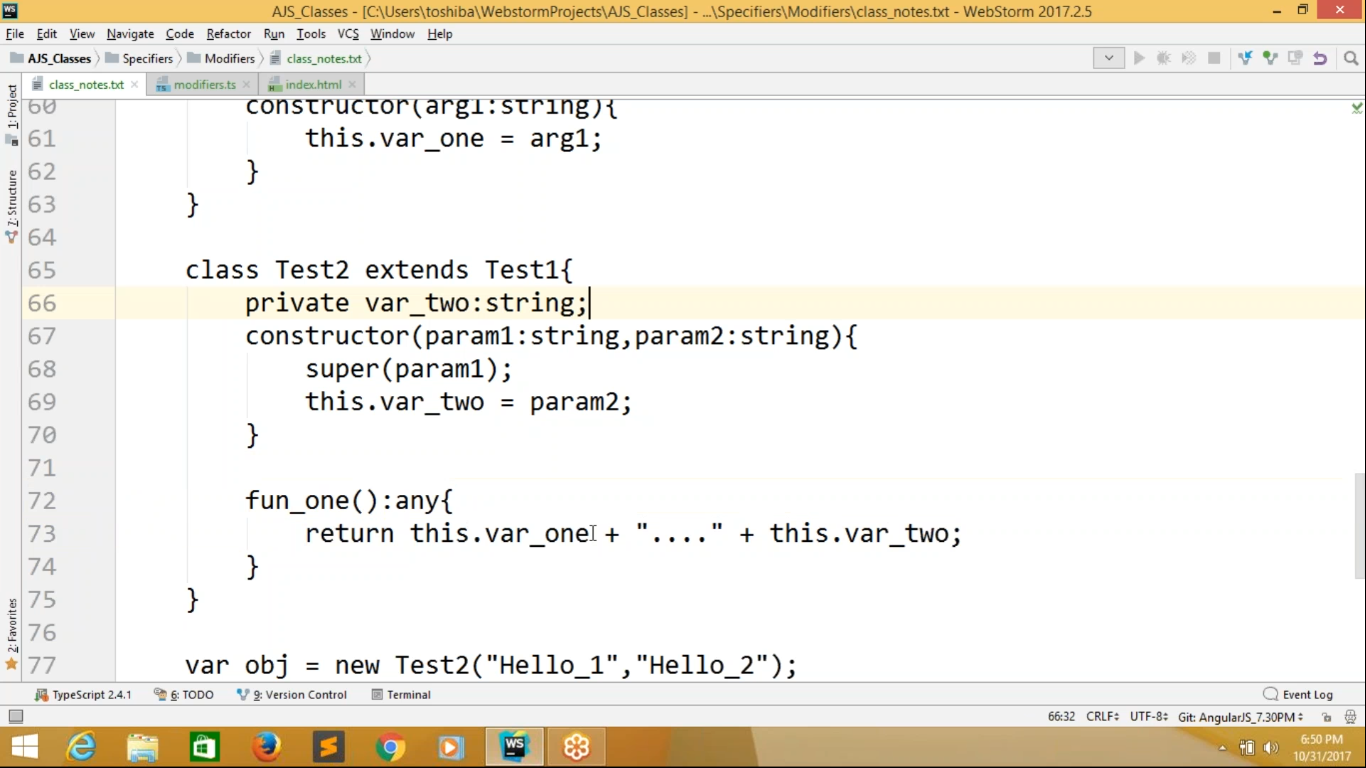 AJS_Classes - [C:\Users\toshiba\WebstormProjects\AJS_Classes] - ...\Specifiers\Modifiers\class_notes.txt - WebStorm 2017.2.5
File Edit View Navigate Code Refactor Run Tools VCS Window Help
AJS_Classes Specifiers Modifiers class_notes.txt
class_notes.txt modifiers.ts index.html
1: Project
7: Structure
2: Favorites
60 constructor(arg1:string){
61 this.var_one = arg1;
62 }
63 }
64
65 class Test2 extends Test1{
66 private var_two:string;
67 constructor(param1:string,param2:string){
68 super(param1);
69 this.var_two = param2;
70 }
71
72 fun_one():any{
73 return this.var_one + "...." + this.var_two;
74 }
75 }
76
77 var obj = new Test2("Hello_1","Hello_2");
TypeScript 2.4.1 6: TODO 9: Version Control Terminal Event Log
66:32 CRLF UTF-8 Git: AngularJS_7.30PM
WS
6:50 PM
10/31/2017